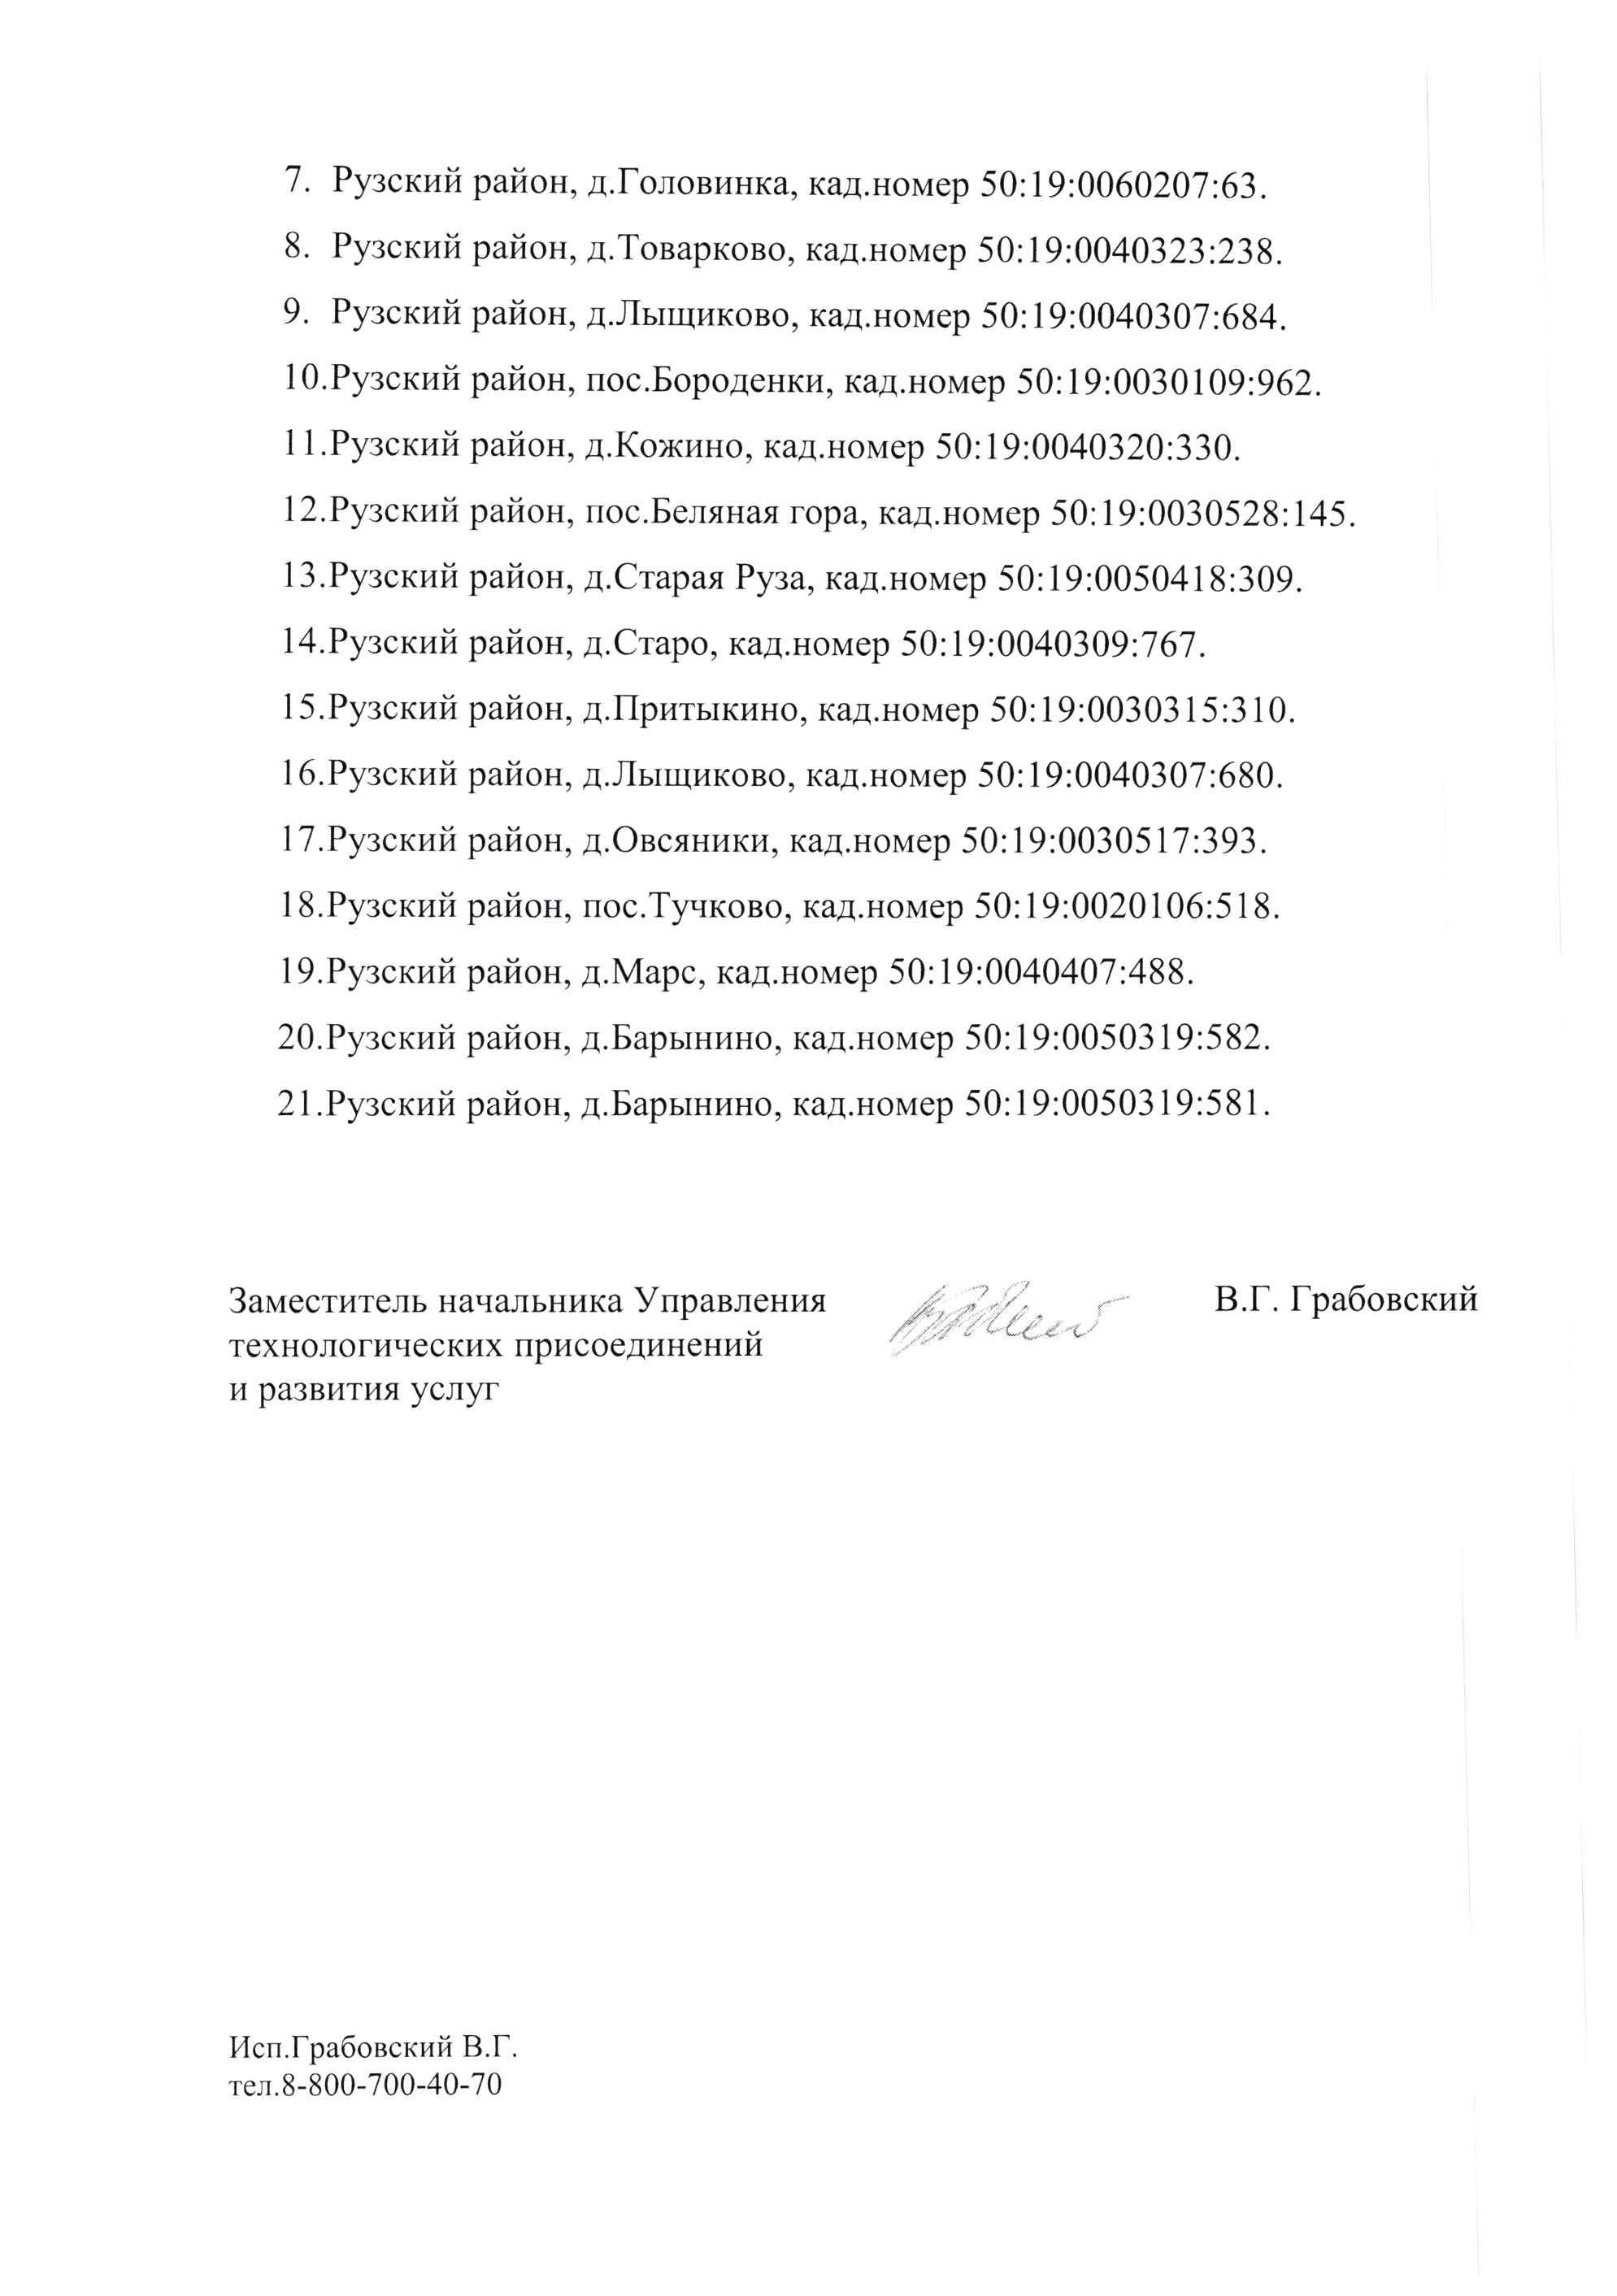 7. Рузский район, д.Головинка, кад.номер 50:19:0060207:63.
8. Рузский район, д.Товарково, кад.номер 50:19:0040323:238.
9. Рузский район, д.Лыщиково, кад.номер 50:19:0040307:684.
10.Рузский район, пос.Бороденки, кад.номер 50:19:0030109:962.
11.Рузский район, д.Кожино, кад.номер 50:19:0040320:330.
12.Рузский район, пос.Беляная гора, кад.номер 50:19:0030528:145.
13.Рузский район, д.Старая Руза, кад.номер 50:19:0050418:309.
14.Рузский район, д.Старо, кад.номер 50:19:0040309:767.
15.Рузский район, д.Притыкино, кад.номер 50:19:0030315:310.
16.Рузский район, д.Лыщиково, кад.номер 50:19:0040307:680.
17.Рузский район, д.Овсяники, кад.номер 50:19:0030517:393.
18.Рузский район, пос.Тучково, кад.номер 50:19:0020106:518.
19.Рузский район, д.Марс, кад.номер 50:19:0040407:488.
20.Рузский район, д.Барынино, кад.номер 50:19:0050319:582.
21.Рузский район, д.Барынино, кад.номер 50:19:0050319:581.
Заместитель начальника Управления В.Г. Грабовский
технологических присоединений
и развития услуг
Исп.Грабовский В.Г.
тел.8-800-700-40-70